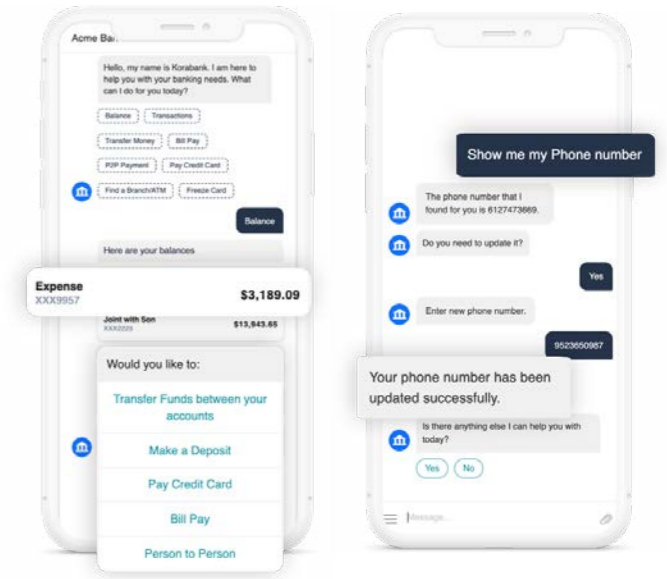 Acme Ba
Hello, my name is Korabank. I am here to
help you with your banking needs. What
can I do for you today?
Balance
Transactions
Transfer Money
Bill Pay
P2P Payment
Pay Credit Card
Find a Branch/ATM
Freeze Card
Balance
Here are your balances
Expense
XXX9957
$3,189.09
Joint with Son
XXX2223
$13,943.65
Would you like to:
Transfer Funds between your
accounts
Make a Deposit
Pay Credit Card
Bill Pay
Person to Person
Show me my Phone number
The phone number that I
found for you is 6127473669.
Do you need to update it?
Yes
Enter new phone number.
9523650987
Your phone number has been
updated successfully.
Is there anything else I can help you with
today?
Yes
No
Message...